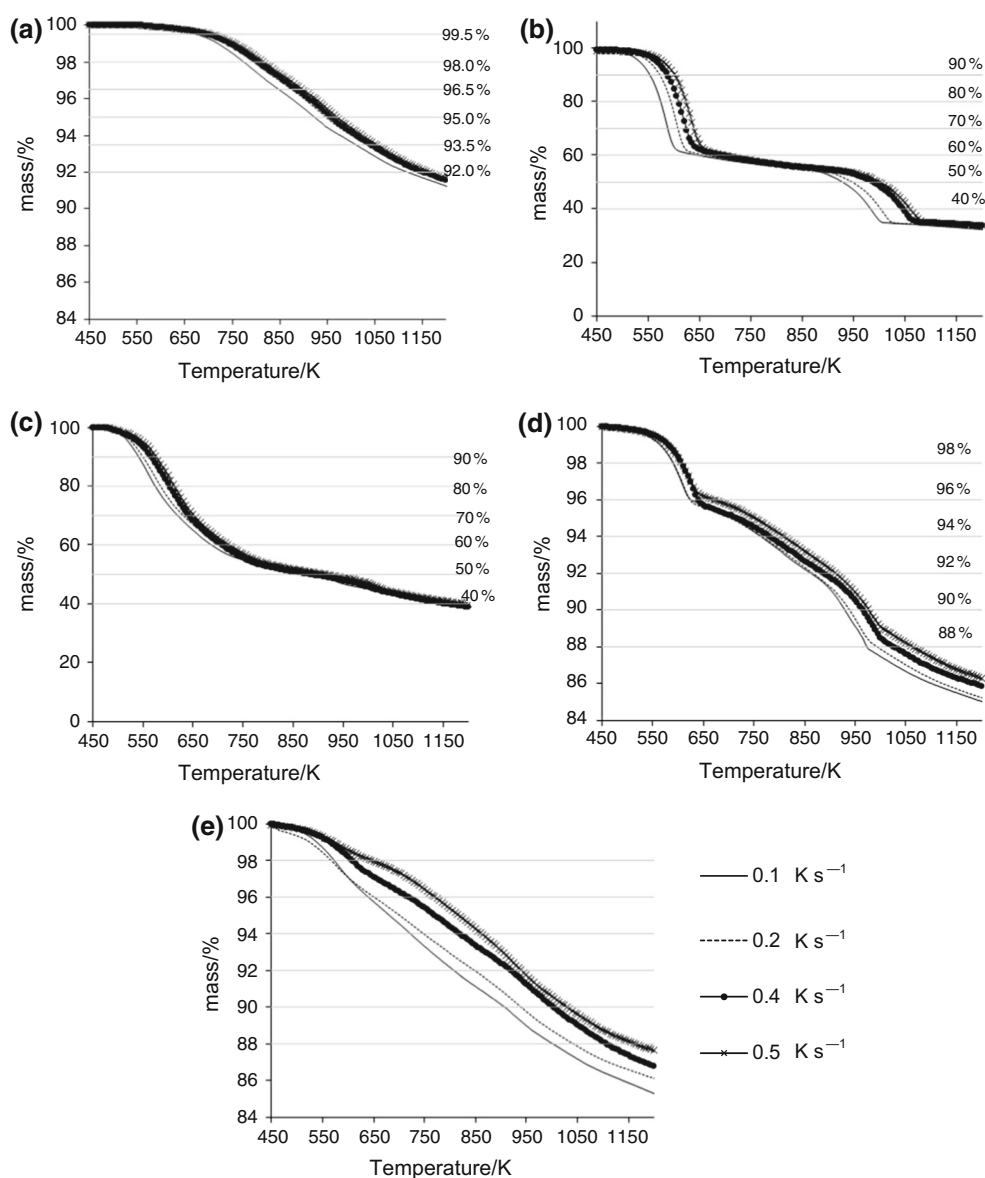 (a)
100
98
96
94
92
90
88
86
84
99.5 %
98.0 %
96.5 %
95.0 %
93.5 %
92.0 %
mass/%
450 550 650 750 850 950 1050 1150
Temperature/K
(b)
100
80
60
40
20
0
90 %
80 %
70 %
60 %
50 %
40 %
mass/%
450 550 650 750 850 950 1050 1150
Temperature/K
(c)
100
80
60
40
20
0
90 %
80 %
70 %
60 %
50 %
40 %
mass/%
450 550 650 750 850 950 1050 1150
Temperature/K
(d)
100
98
96
94
92
90
88
86
84
98 %
96 %
94 %
92 %
90 %
88 %
mass/%
450 550 650 750 850 950 1050 1150
Temperature/K
(e)
100
98
96
94
92
90
88
86
84
mass/%
450 550 650 750 850 950 1050 1150
Temperature/K
0.1 K s—1
0.2 K s—1
0.4 K s—1
0.5 K s—1